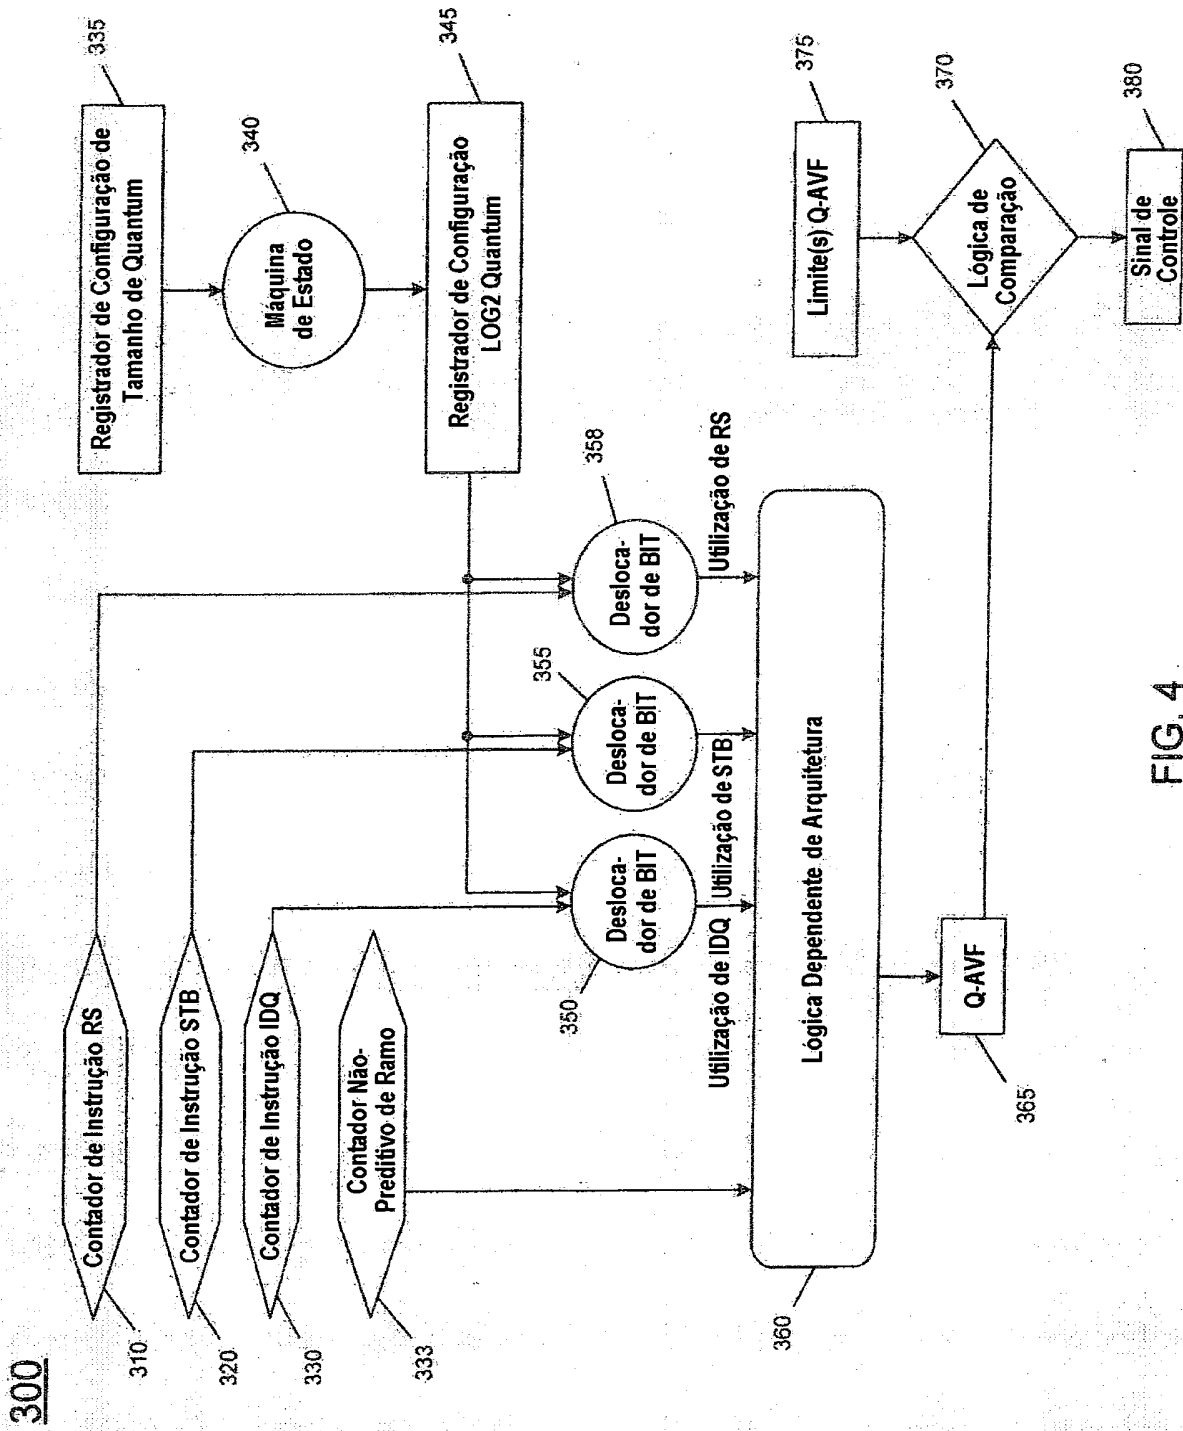 300
Contador de Instrução RS
310
Contador de Instrução STB
320
Contador de Instrução IDQ
330
Contador Não-
Preditivo de Ramo
333
Registrador de Configuração de
Tamanho de Quantum
335
Máquina
de Estado
340
Registrador de Configuração
LOG2 Quantum
345
Desloca-
dor de BIT
350
Desloca-
dor de BIT
355
Desloca-
dor de BIT
358
Utilização de IDQ
Utilização de STB
Utilização de RS
Lógica Dependente de Arquitetura
360
Q-AVF
365
Limite(s) Q-AVF
375
Lógica de
Comparação
370
Sinal de
Controle
380
FIG. 4